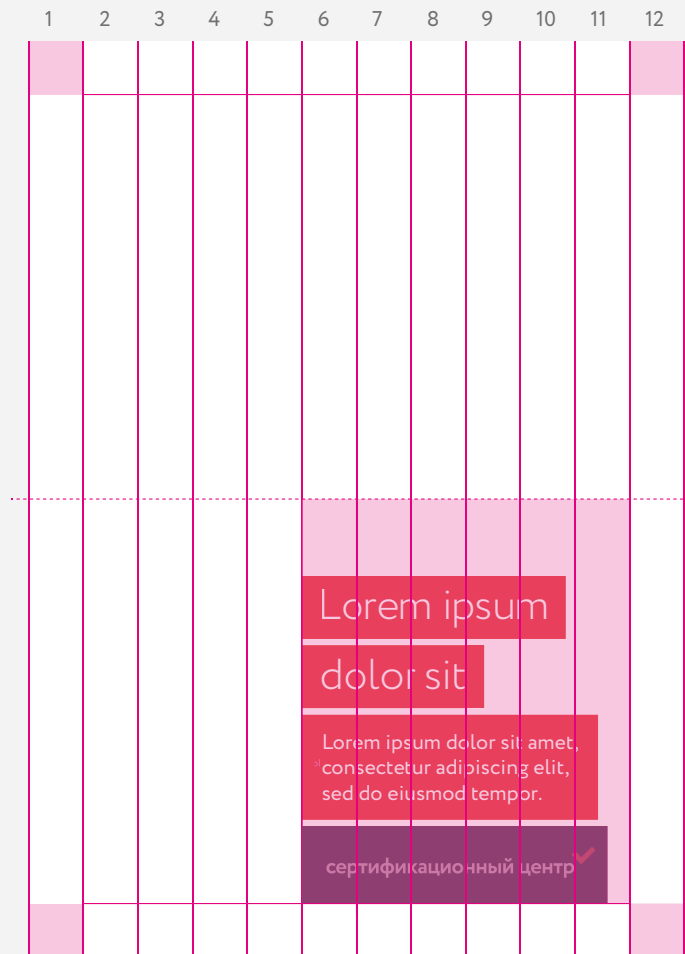 1 2 3 4 5 6 7 8 9 10 11 12
Lorem ipsum
dolor sit
Lorem ipsum dolor sit amet,
consectetur adipiscing elit,
sed do eiusmod tempor.
сертификационный центр